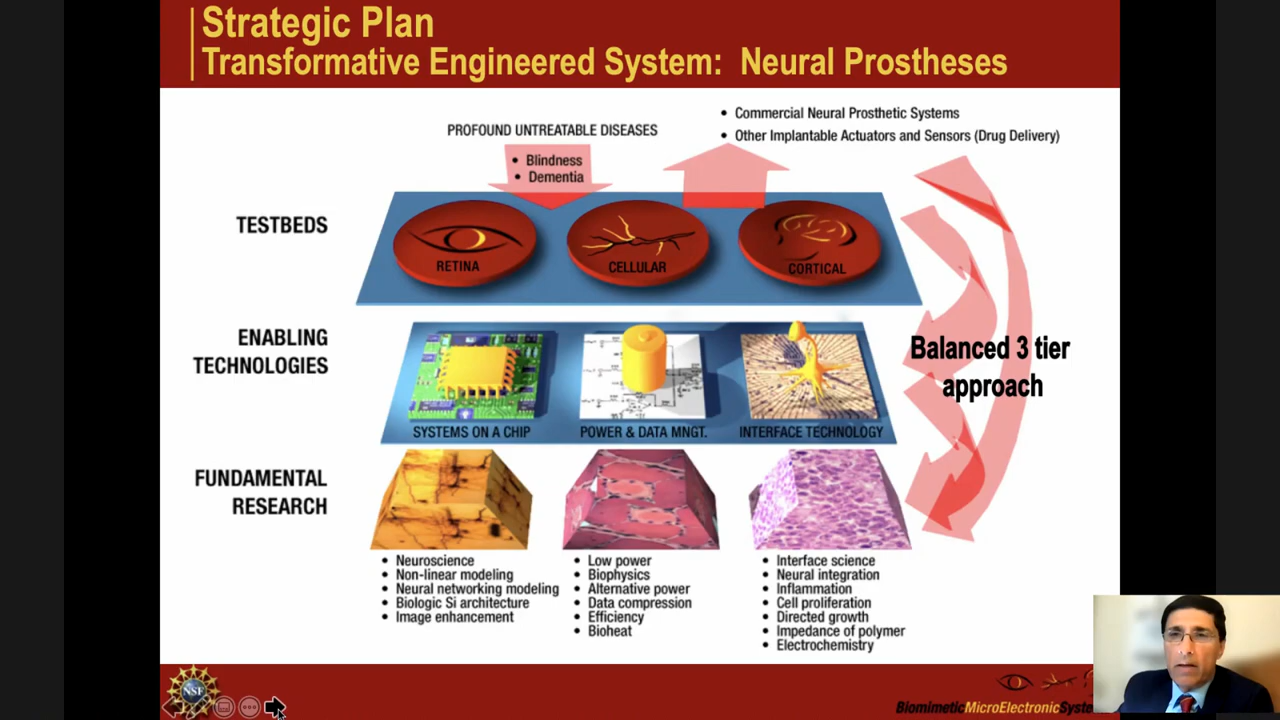 Strategic Plan
Transformative Engineered System: Neural Prostheses
PROFOUND UNTREATABLE DISEASES
• Blindness
• Dementia
• Commercial Neural Prosthetic Systems
• Other Implantable Actuators and Sensors (Drug Delivery)
TESTBEDS
RETINA
CELLULAR
CORTICAL
ENABLING
TECHNOLOGIES
SYSTEMS ON A CHIP
POWER & DATA MNGT.
INTERFACE TECHNOLOGY
Balanced 3 tier
approach
FUNDAMENTAL
RESEARCH
• Neuroscience
• Non-linear modeling
• Neural networking modeling
• Biologic Si architecture
• Image enhancement
• Low power
• Biophysics
• Alternative power
• Data compression
• Efficiency
• Bioheat
• Interface science
• Neural integration
• Inflammation
• Cell proliferation
• Directed growth
• Impedance of polymer
• Electrochemistry
NSF
BiomimeticMicroElectronicSyste